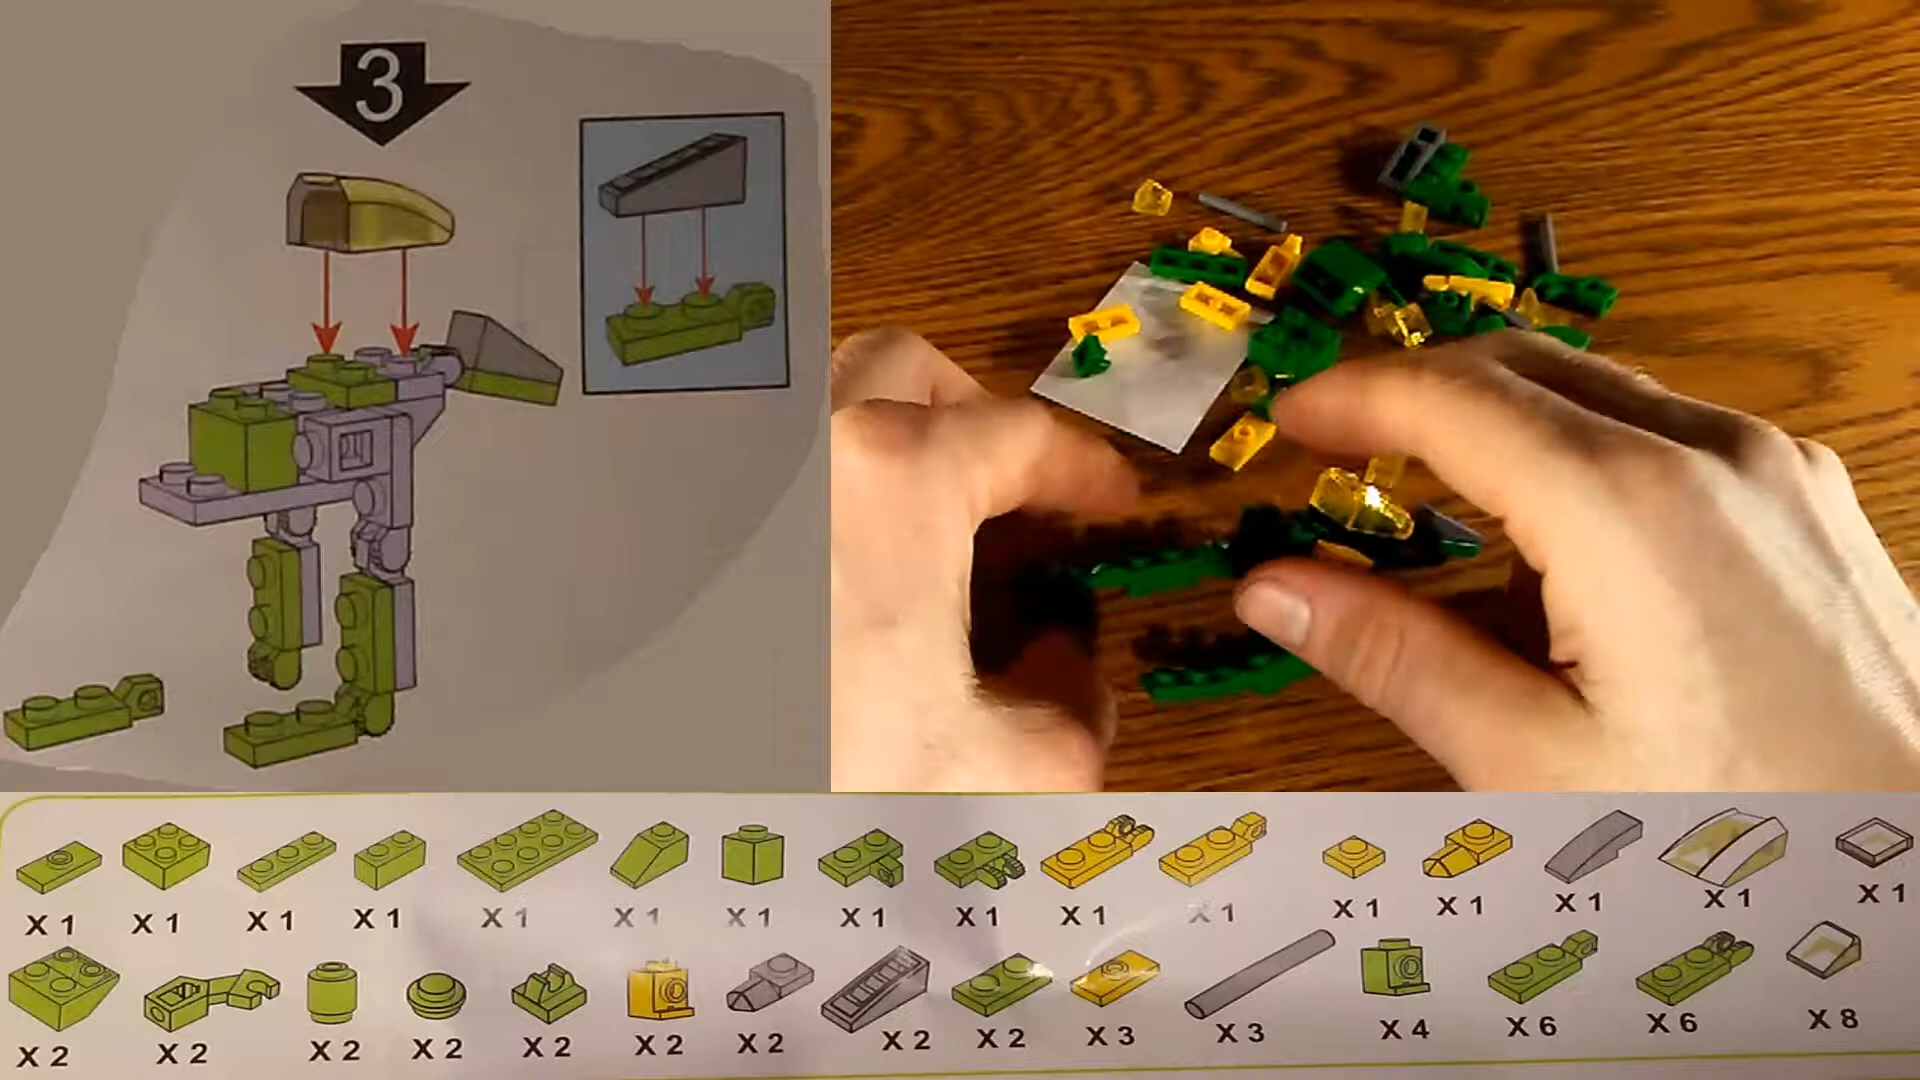 3
X 1 X 1 X 1 X 1 X 1 X 1 X 1 X 1 X 1 X 1 X 1 X 1 X 1 X 1 X 1 X 1
X 2 X 2 X 2 X 2 X 2 X 2 X 2 X 2 X 2 X 3 X 3 X 4 X 6 X 6 X 8